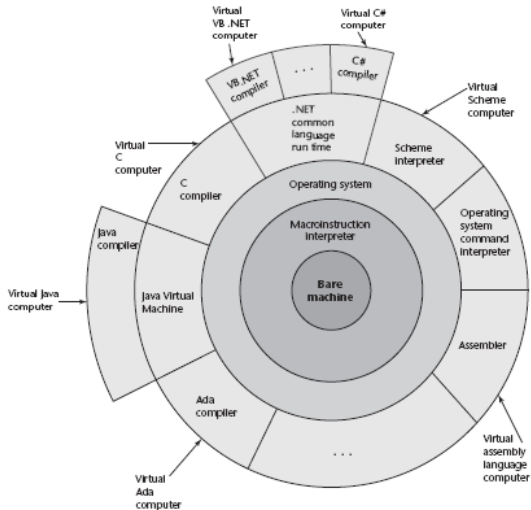 Virtual
VB .NET
computer
Virtual C#
computer
VB.NET
compiler
. . .
C#
compiler
Virtual
Scheme
computer
.NET
common
language
run time
Virtual
C
computer
Scheme
interpreter
C
compiler
Operating system
Java
compiler
Macroinstruction
interpreter
Operating
system
command
interpreter
Bare
machine
Virtual Java
computer
Java Virtual
Machine
Assembler
Ada
compiler
. . .
Virtual
assembly
language
computer
Virtual
Ada
computer